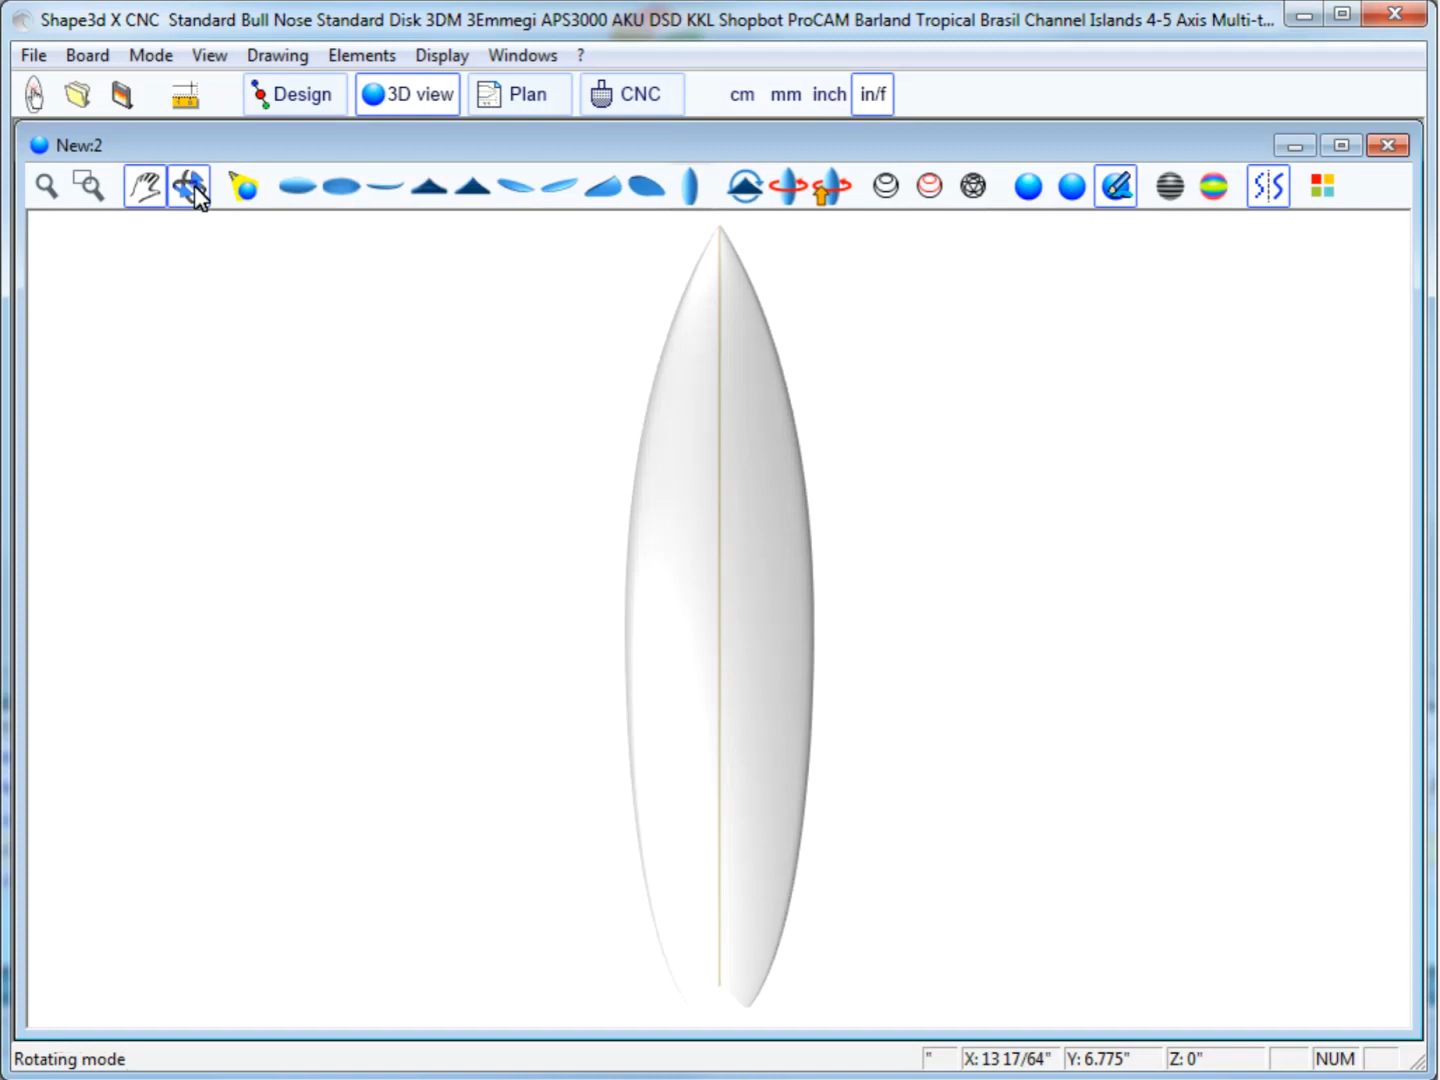 Shape3d X CNC  Standard Bull Nose Standard Disk 3DM 3Emmegi APS3000 AKU DSD KKL Shopbot ProCAM Barland Tropical Brasil Channel Islands 4-5 Axis Multi-t...
File Board Mode View Drawing Elements Display Windows ?
Design 3D view Plan CNC cm mm inch in/f
New:2
Rotating mode " X: 13 17/64" Y: 6.775" Z: 0" NUM